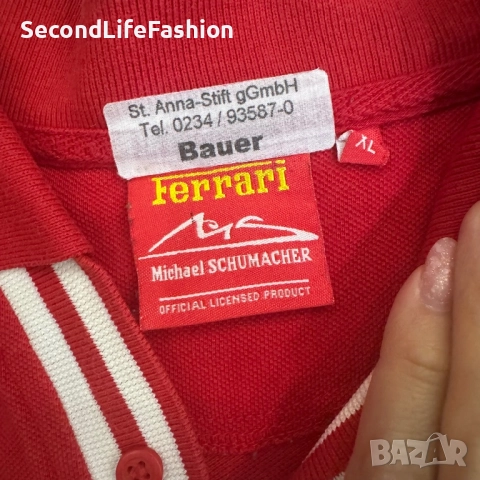 SecondLifeFashion
St. Anna-Stift gGmbH
Tel. 0234 / 93587-0
Bauer
XL
Ferrari
Michael SCHUMACHER
OFFICIAL LICENSED PRODUCT
BAZAR